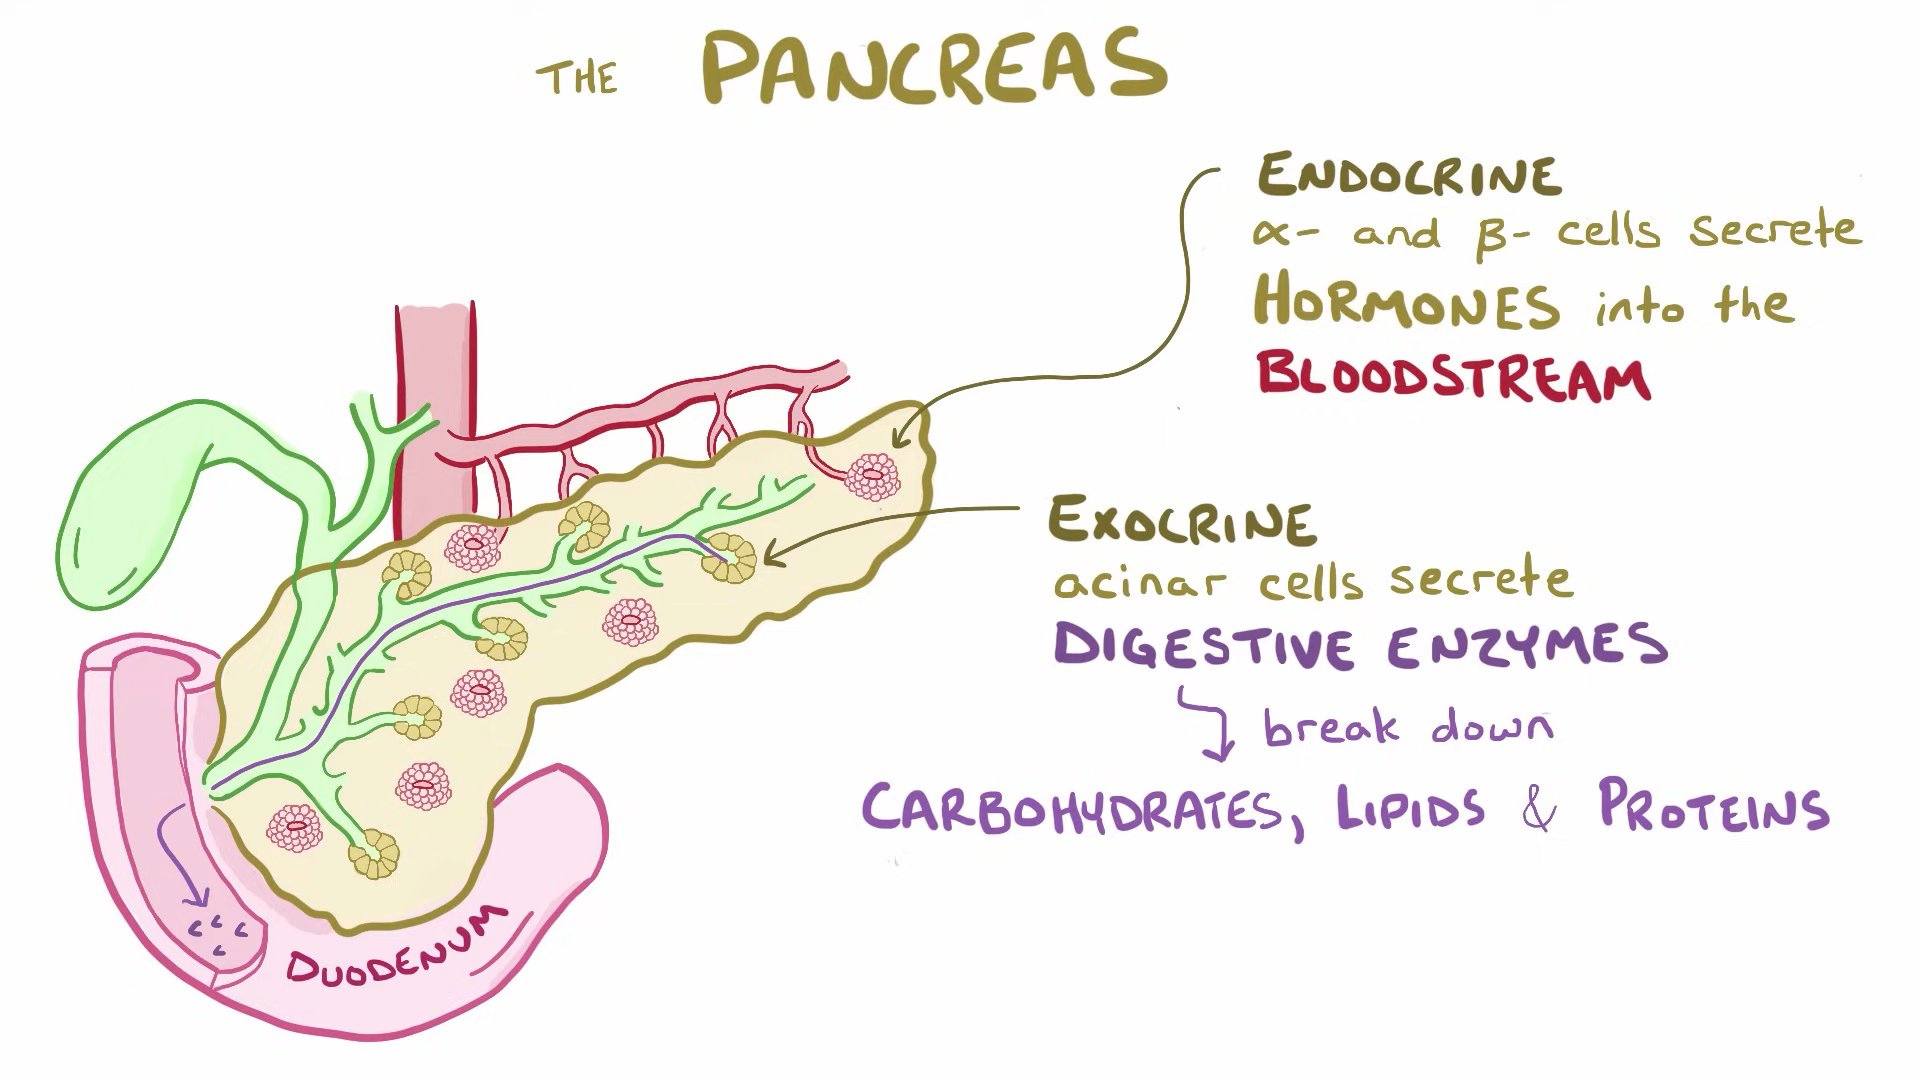 THE PANCREAS
ENDOCRINE
α- and β- cells secrete
HORMONES into the
BLOODSTREAM
EXOCRINE
acinar cells secrete
DIGESTIVE ENZYMES
break down
CARBOHYDRATES, LIPIDS & PROTEINS
DUODENUM